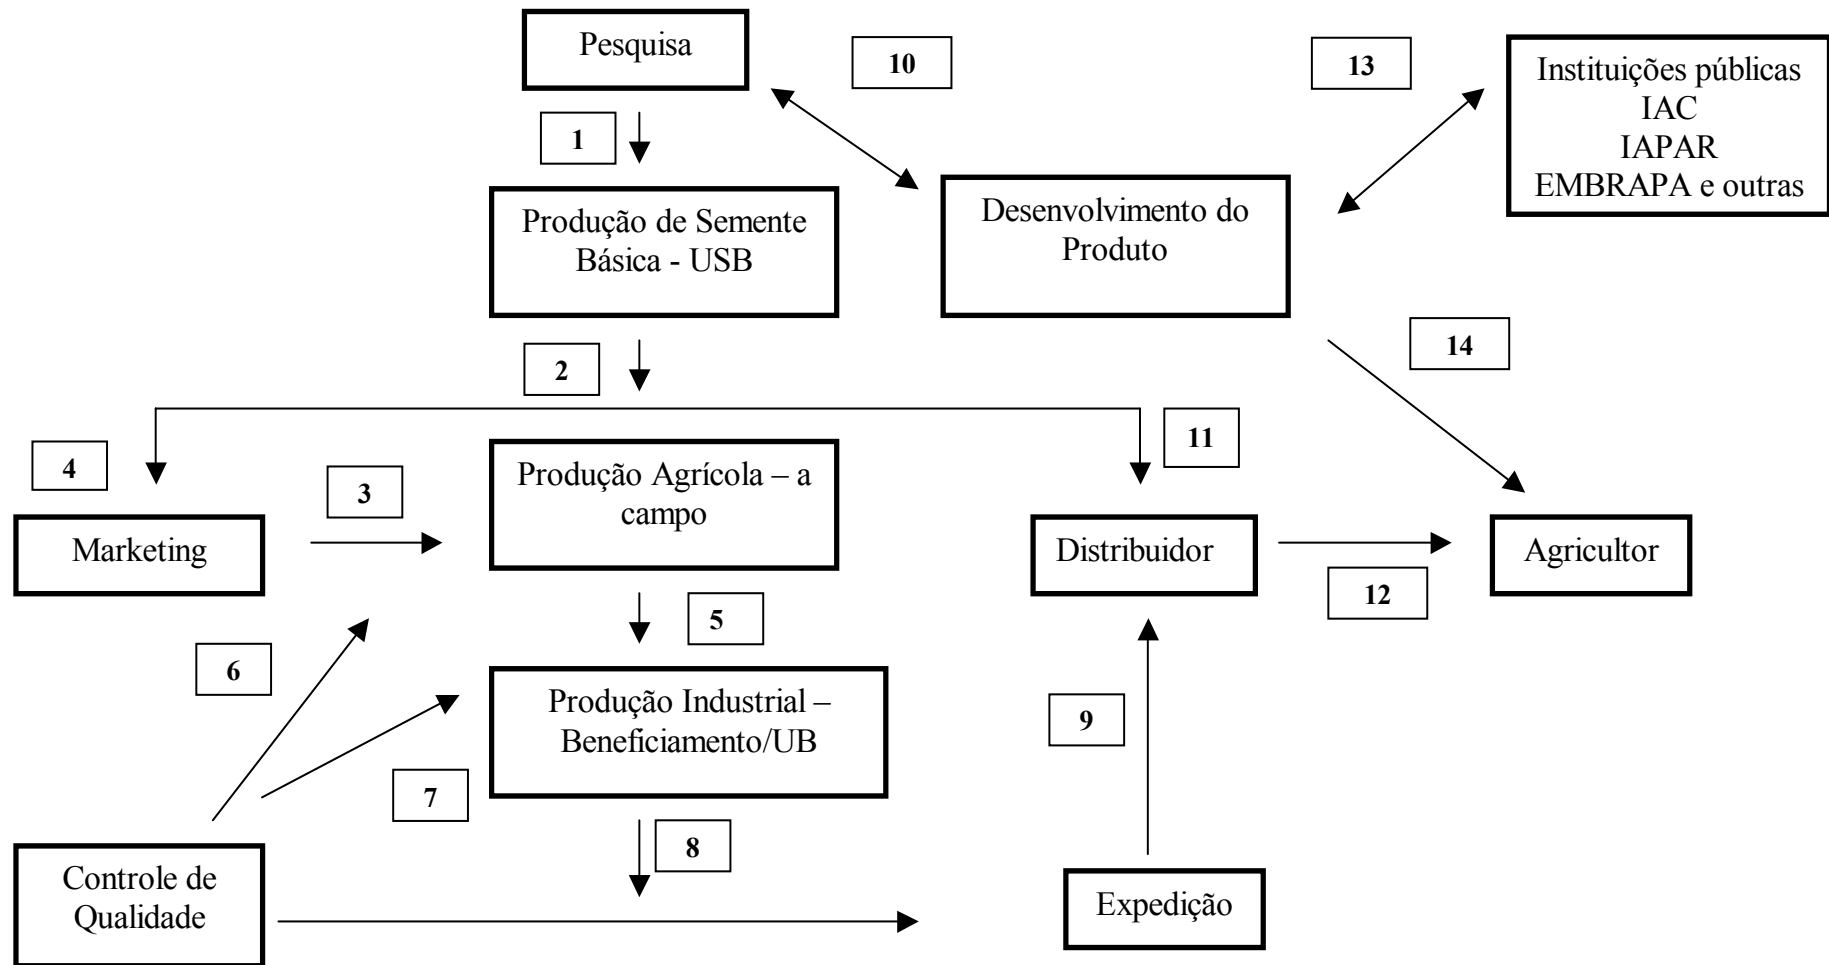 Pesquisa
10
13
Instituições públicas
IAC
IAPAR
EMBRAPA e outras
1
Produção de Semente
Básica - USB
Desenvolvimento do
Produto
2
14
4
3
Produção Agrícola – a
campo
11
Marketing
Distribuidor
Agricultor
5
12
6
Produção Industrial –
Beneficiamento/UB
9
7
8
Controle de
Qualidade
Expedição